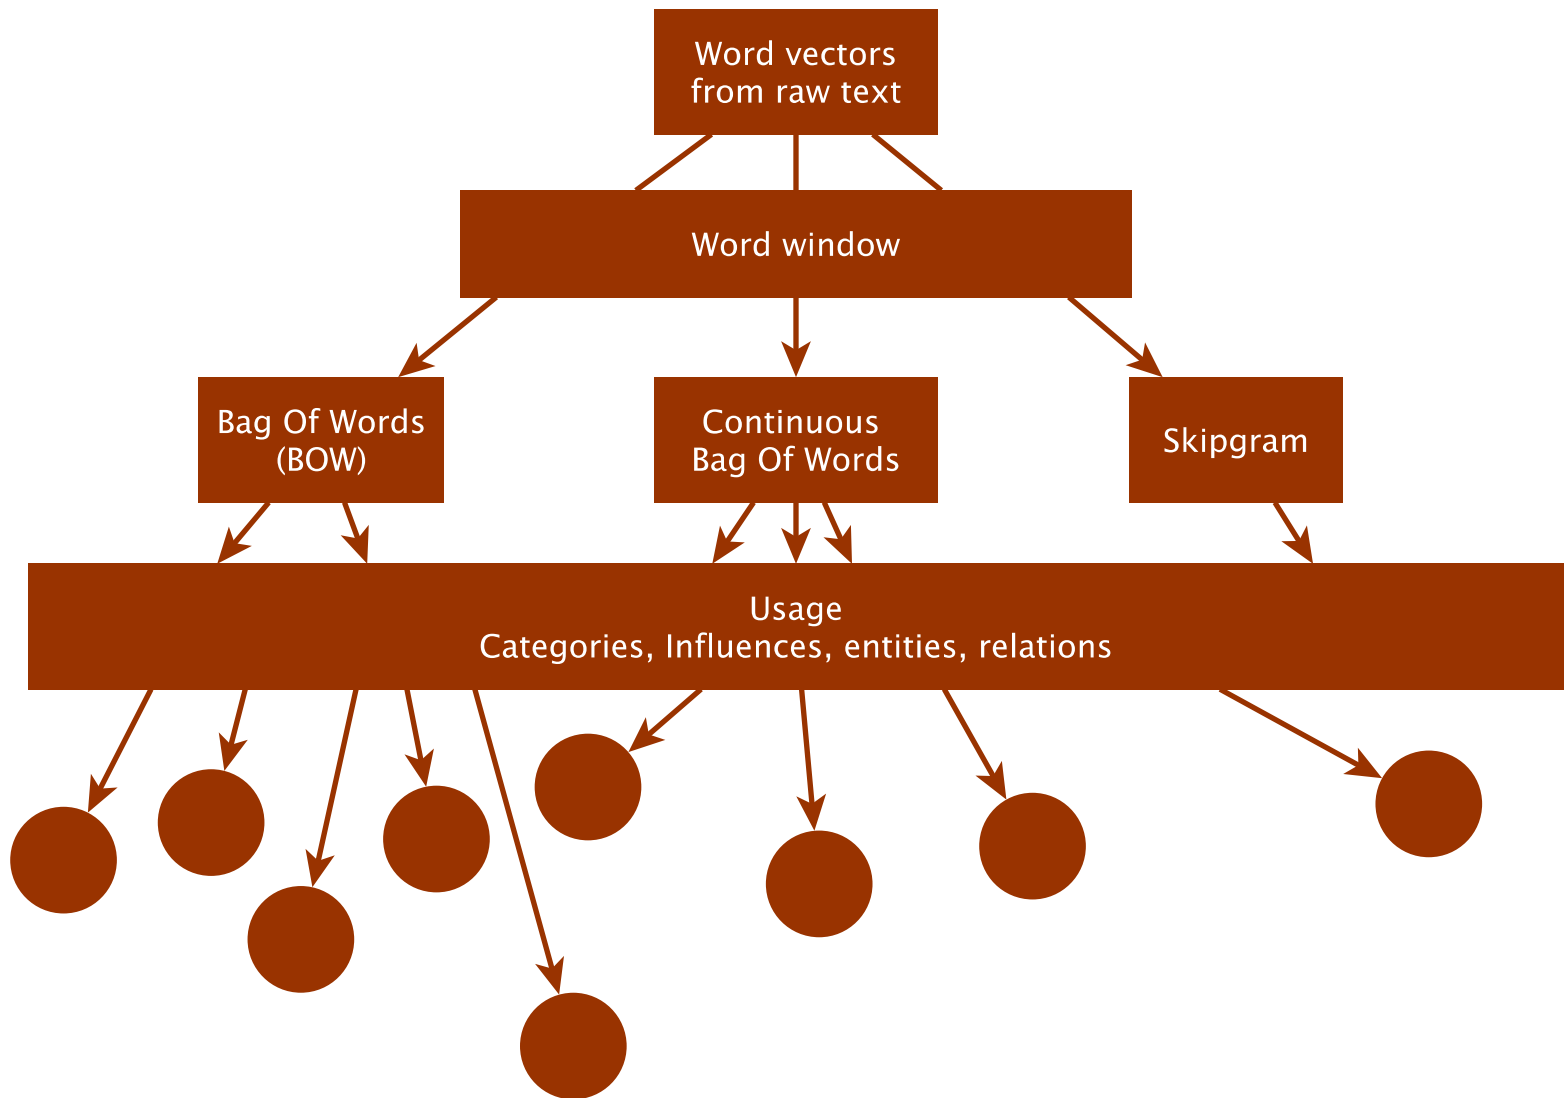 Word vectors
from raw text
Word window
Bag Of Words
(BOW)
Continuous
Bag Of Words
Skipgram
Usage
Categories, Influences, entities, relations